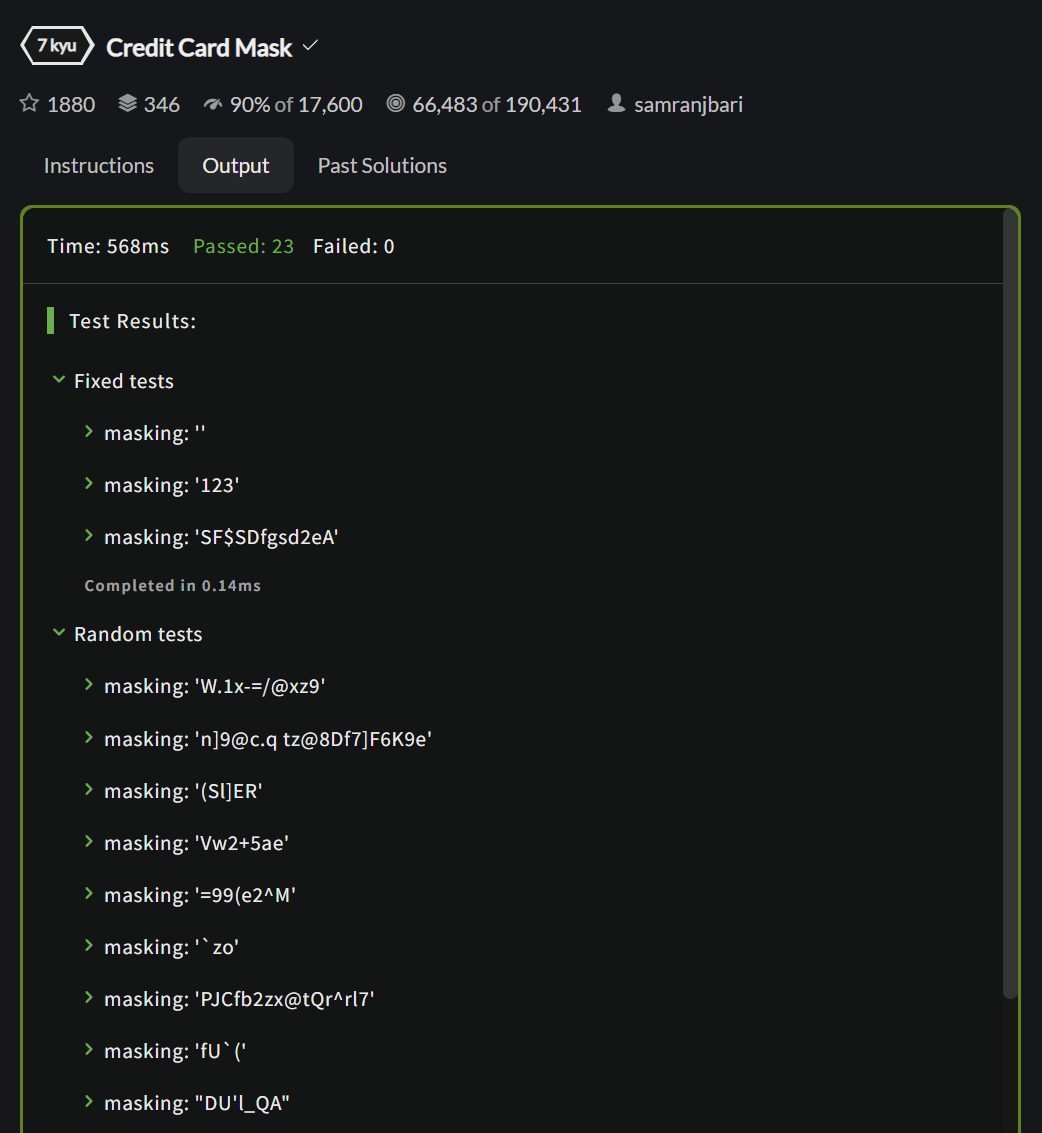 7 kyu Credit Card Mask
1880 346 90% of 17,600 66,483 of 190,431 samranjbari
Instructions Output Past Solutions
Time: 568ms Passed: 23 Failed: 0
Test Results:
Fixed tests
masking: ''
masking: '123'
masking: 'SF$SDfgsd2eA'
Completed in 0.14ms
Random tests
masking: 'W.1x-=/@xz9'
masking: 'n]9@c.q tz@8Df7]F6K9e'
masking: '(Sl]ER'
masking: 'Vw2+5ae'
masking: '=99(e2^M'
masking: '`zo'
masking: 'PJCfb2zx@tQr^rl7'
masking: 'fU`('
masking: "DU'l_QA"